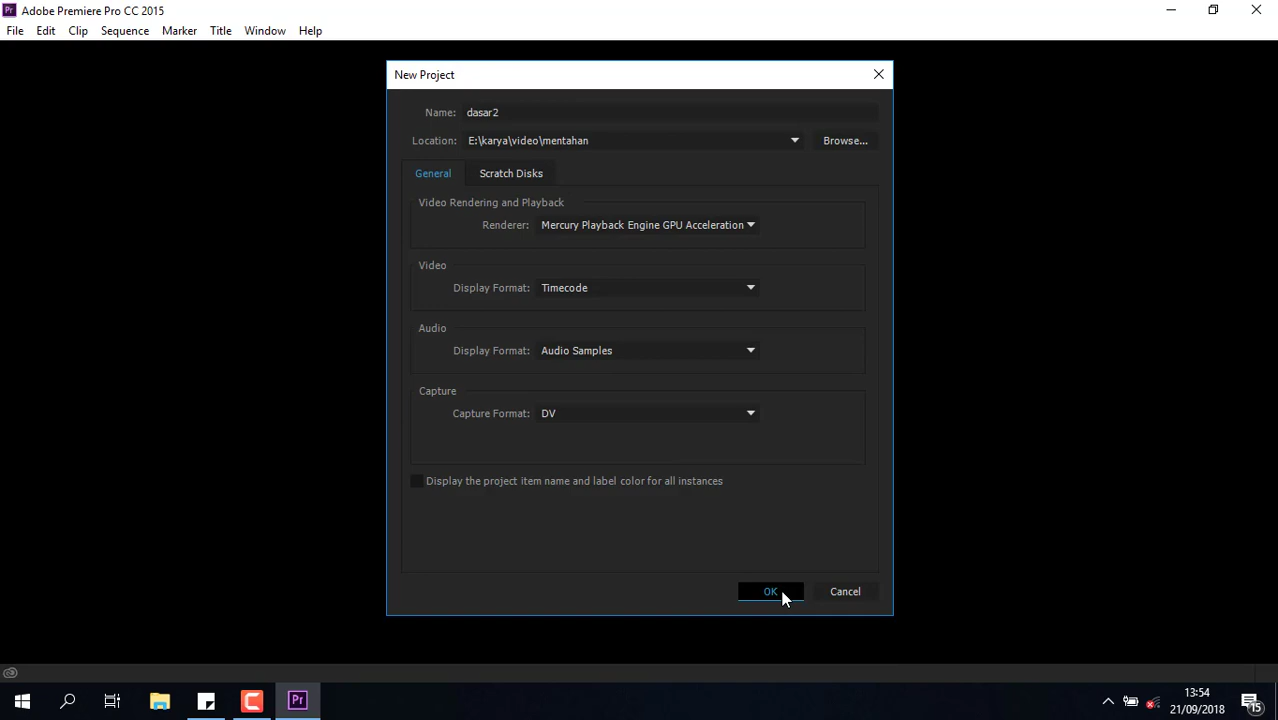 Pr Adobe Premiere Pro CC 2015
File Edit Clip Sequence Marker Title Window Help
New Project
Name: dasar2
Location: E:\karya\video\mentahan Browse...
General Scratch Disks
Video Rendering and Playback
Renderer: Mercury Playback Engine GPU Acceleration
Video
Display Format: Timecode
Audio
Display Format: Audio Samples
Capture
Capture Format: DV
Display the project item name and label color for all instances
OK Cancel
Pr
13:54
21/09/2018
15